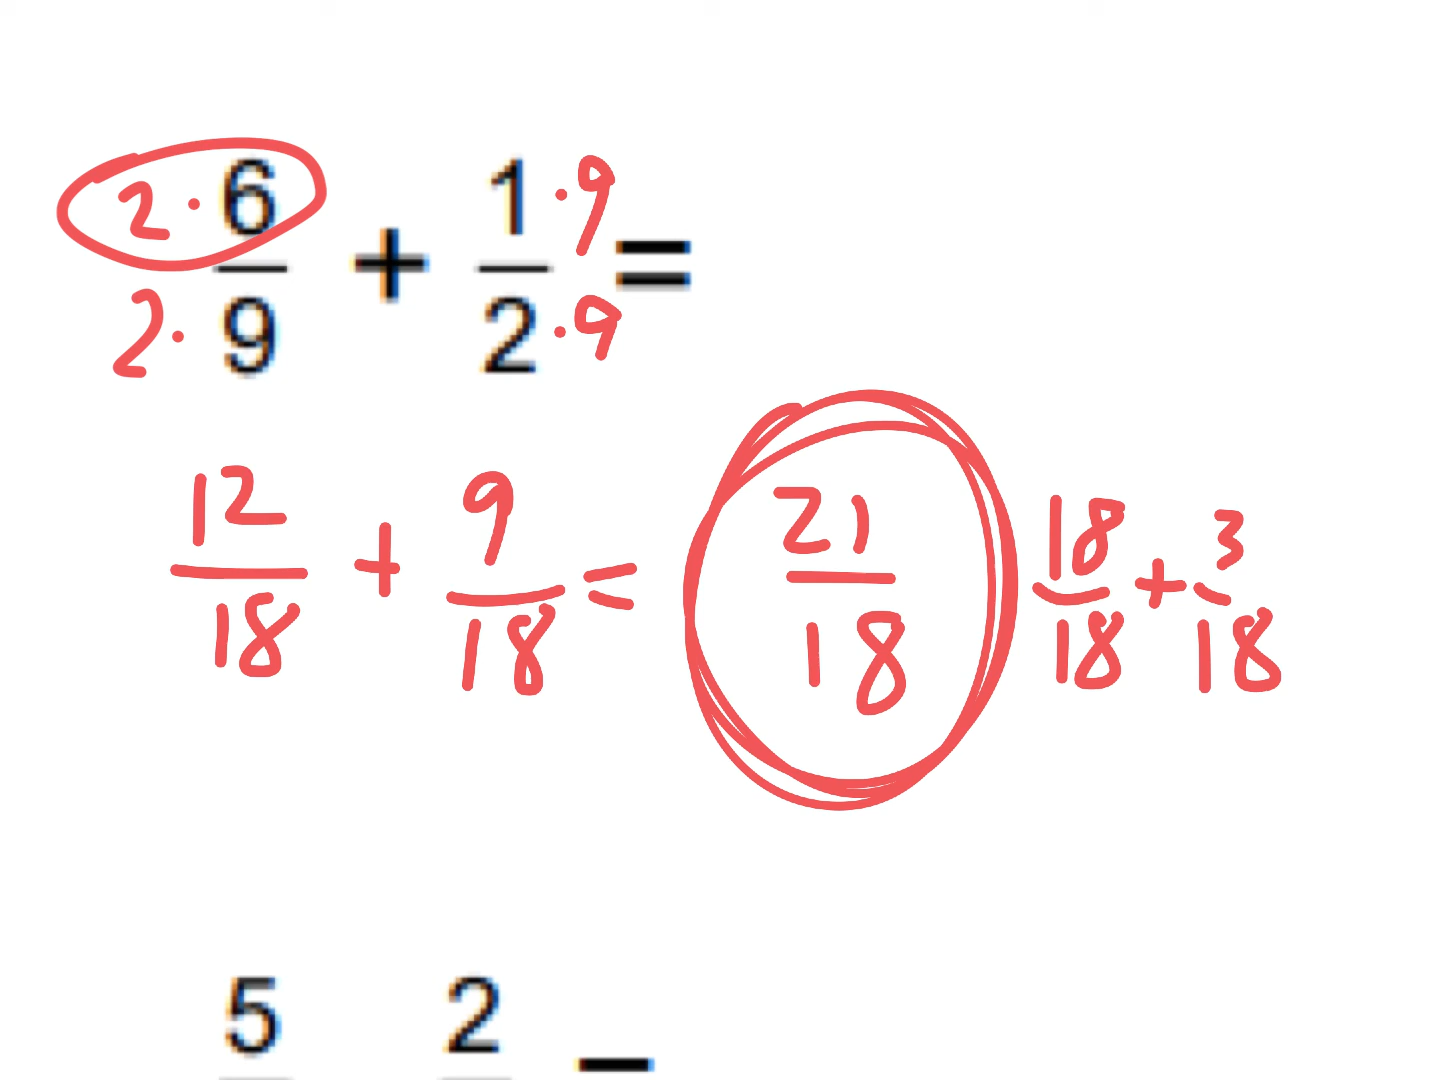 2 · 6/2 · 9 + 1 · 9/2 · 9 =
12/18 + 9/18 = 21/18 18/18 + 3/18
5 2